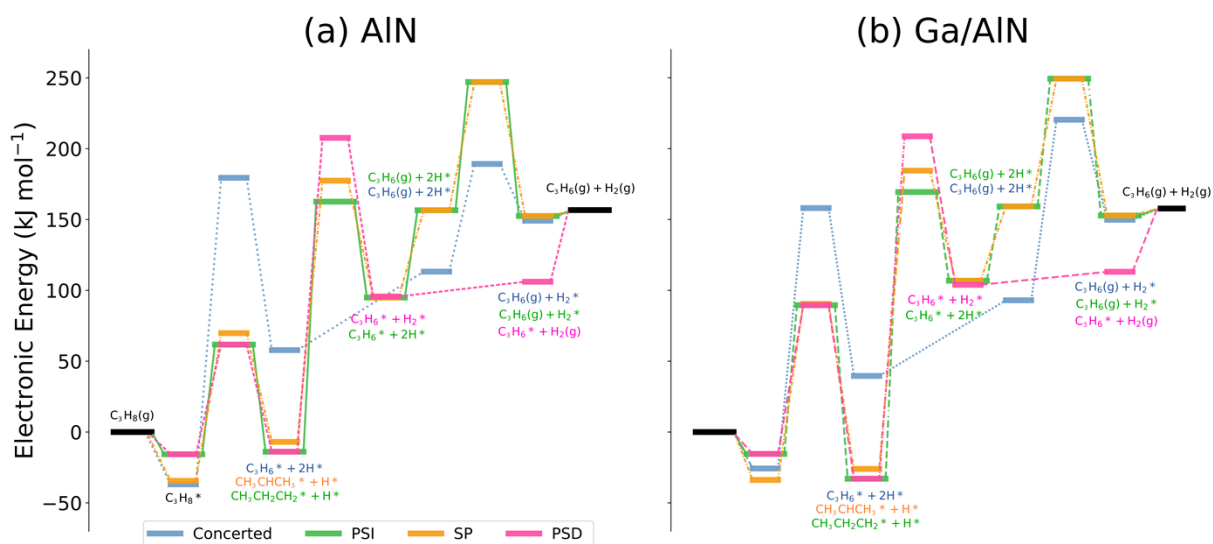 (a) AlN
(b) Ga/AlN
Electronic Energy (kJ mol⁻¹)
250
200
150
100
50
0
−50
C₃H₈(g)
C₃H₈*
C₃H₆* + 2H*
CH₃CHCH₃* + H*
CH₃CH₂CH₂* + H*
C₃H₆* + H₂*
C₃H₆* + 2H*
C₃H₆(g) + 2H*
C₃H₆(g) + 2H*
C₃H₆(g) + H₂*
C₃H₆(g) + H₂*
C₃H₆* + H₂(g)
C₃H₆(g) + H₂(g)
C₃H₆* + 2H*
CH₃CHCH₃* + H*
CH₃CH₂CH₂* + H*
C₃H₆* + H₂*
C₃H₆* + 2H*
C₃H₆(g) + 2H*
C₃H₆(g) + 2H*
C₃H₆(g) + H₂*
C₃H₆(g) + H₂*
C₃H₆* + H₂(g)
C₃H₆(g) + H₂(g)
Concerted PSI SP PSD